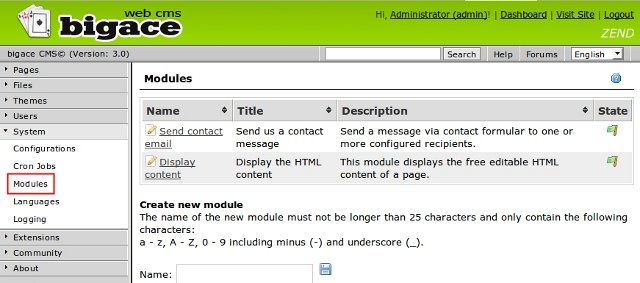 web cms
bigace
Hi, Administrator (admin)! | Dashboard | Visit Site | Logout
ZEND
bigace CMS© (Version: 3.0)
Search
Help
Forums
English
Pages
Files
Themes
Users
System
Configurations
Cron Jobs
Modules
Languages
Logging
Extensions
Community
About
Modules
Name Title Description State
Send contact Send us a contact Send a message via contact formular to one or
email message more configured recipients.
Display Display the HTML This module displays the free editable HTML
content content content of a page.
Create new module
The name of the new module must not be longer than 25 characters and only contain the following
characters:
a - z, A - Z, 0 - 9 including minus (-) and underscore (_).
Name: